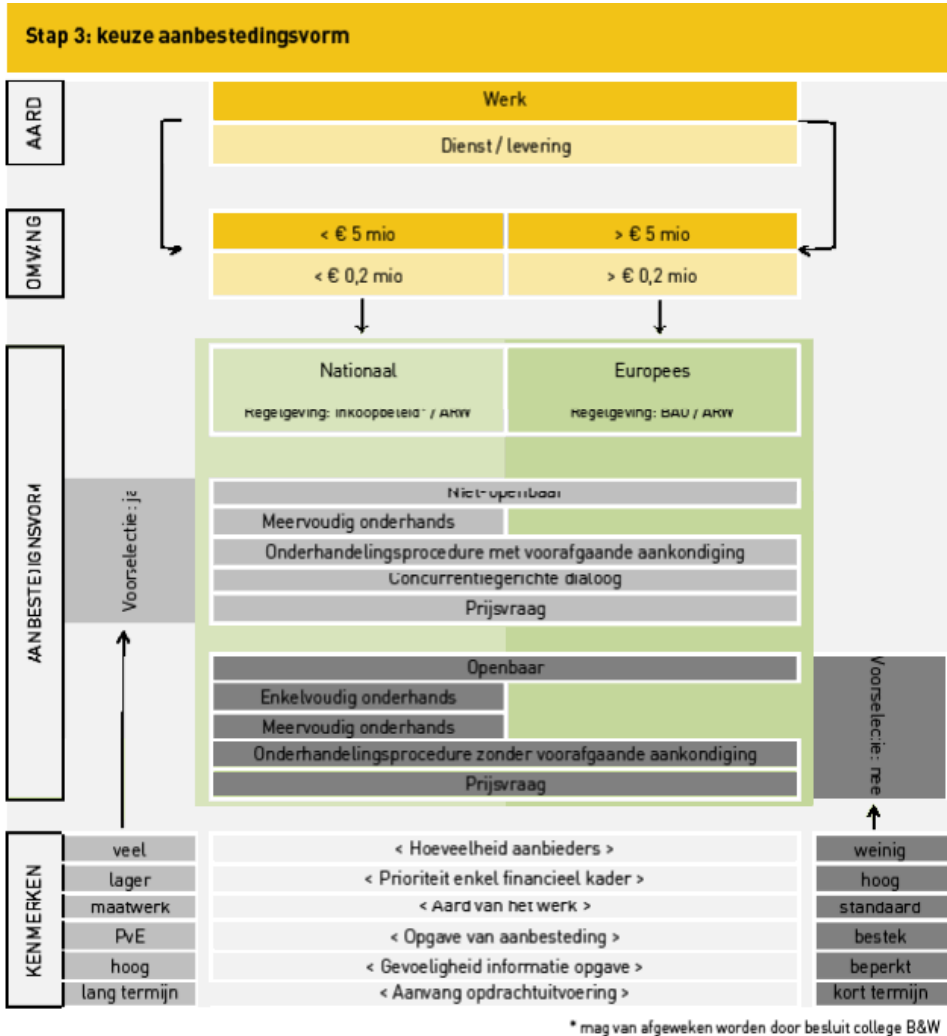 Stap 3: keuze aanbestedingsvorm
AARD
Werk
Dienst / levering
OMVANG
< € 5 mio
> € 5 mio
< € 0,2 mio
> € 0,2 mio
AANBESTEDIGNSVORM
Nationaal
Europees
Regelgeving: Inkoopbeleid* / ARW
Regelgeving: BAO / ARW
Voorselectie: ja
Niet-openbaar
Meervoudig onderhands
Onderhandelingsprocedure met voorafgaande aankondiging
Concurrentiegerichte dialoog
Prijsvraag
Openbaar
Enkelvoudig onderhands
Meervoudig onderhands
Onderhandelingsprocedure zonder voorafgaande aankondiging
Prijsvraag
Voorselectie: nee
KENMERKEN
veel < Hoeveelheid aanbieders > weinig
lager < Prioriteit enkel financieel kader > hoog
maatwerk < Aard van het werk > standaard
PvE < Opgave van aanbesteding > bestek
hoog < Gevoeligheid informatie opgave > beperkt
lang termijn < Aanvang opdrachtuitvoering > kort termijn
* mag van afgeweken worden door besluit college B&W